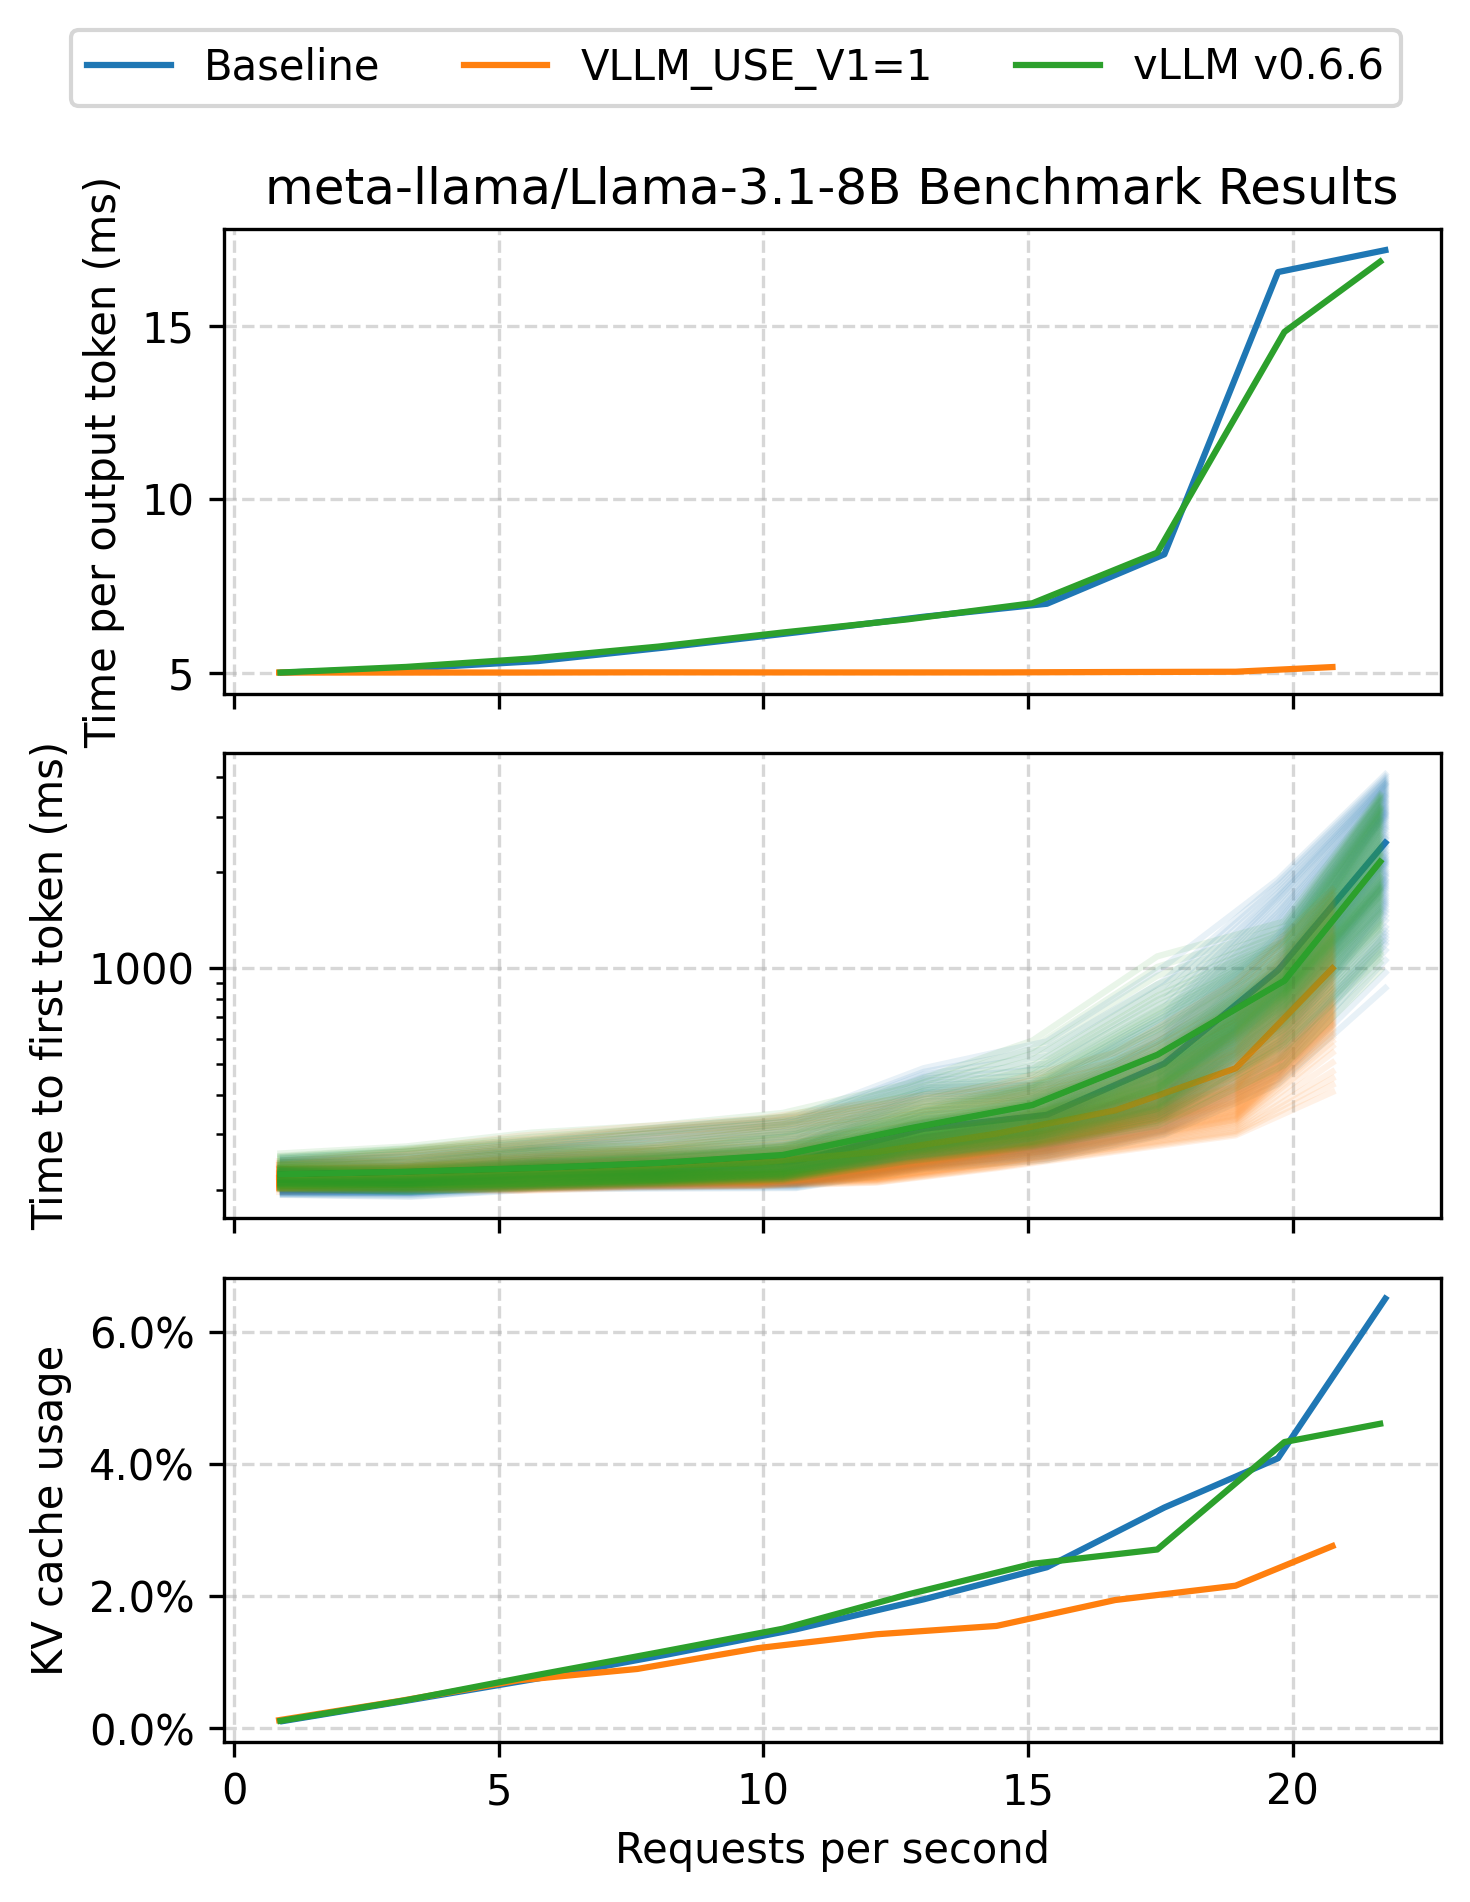 Baseline VLLM_USE_V1=1 vLLM v0.6.6
meta-llama/Llama-3.1-8B Benchmark Results
Time per output token (ms)
15
10
5
Time to first token (ms)
1000
KV cache usage
6.0%
4.0%
2.0%
0.0%
0 5 10 15 20
Requests per second